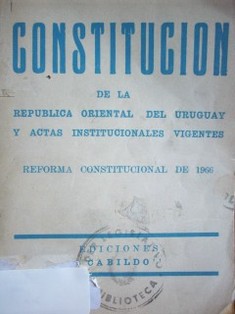 CONSTITUCION
DE LA
REPUBLICA ORIENTAL DEL URUGUAY
Y ACTAS INSTITUCIONALES VIGENTES
REFORMA CONSTITUCIONAL DE 1966
EDICIONES
CABILDO
BIBLIOTECA